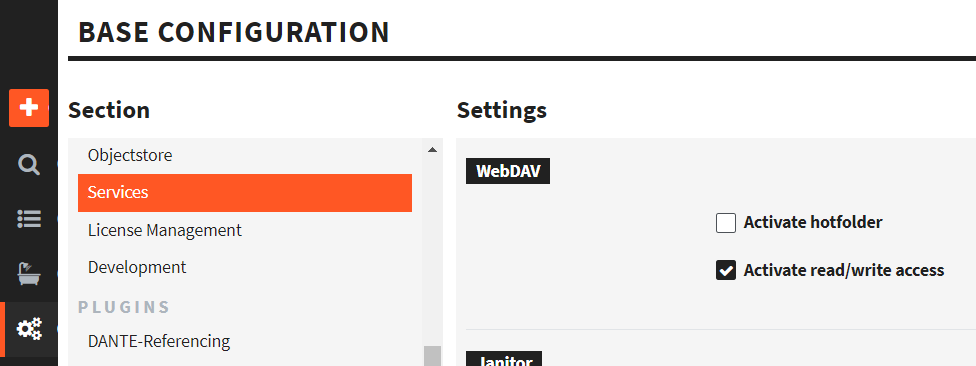 BASE CONFIGURATION
Section
Objectstore
Services
License Management
Development
PLUGINS
DANTE-Referencing
Settings
WebDAV
Activate hotfolder
Activate read/write access
Janitor